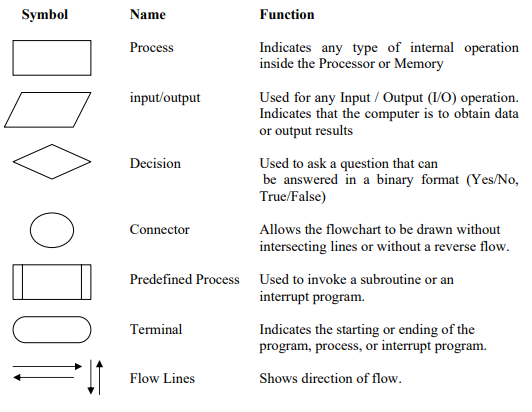 Symbol Name Function
Process Indicates any type of internal operation
inside the Processor or Memory
input/output Used for any Input / Output (I/O) operation.
Indicates that the computer is to obtain data
or output results
Decision Used to ask a question that can
be answered in a binary format (Yes/No,
True/False)
Connector Allows the flowchart to be drawn without
intersecting lines or without a reverse flow.
Predefined Process Used to invoke a subroutine or an
interrupt program.
Terminal Indicates the starting or ending of the
program, process, or interrupt program.
Flow Lines Shows direction of flow.